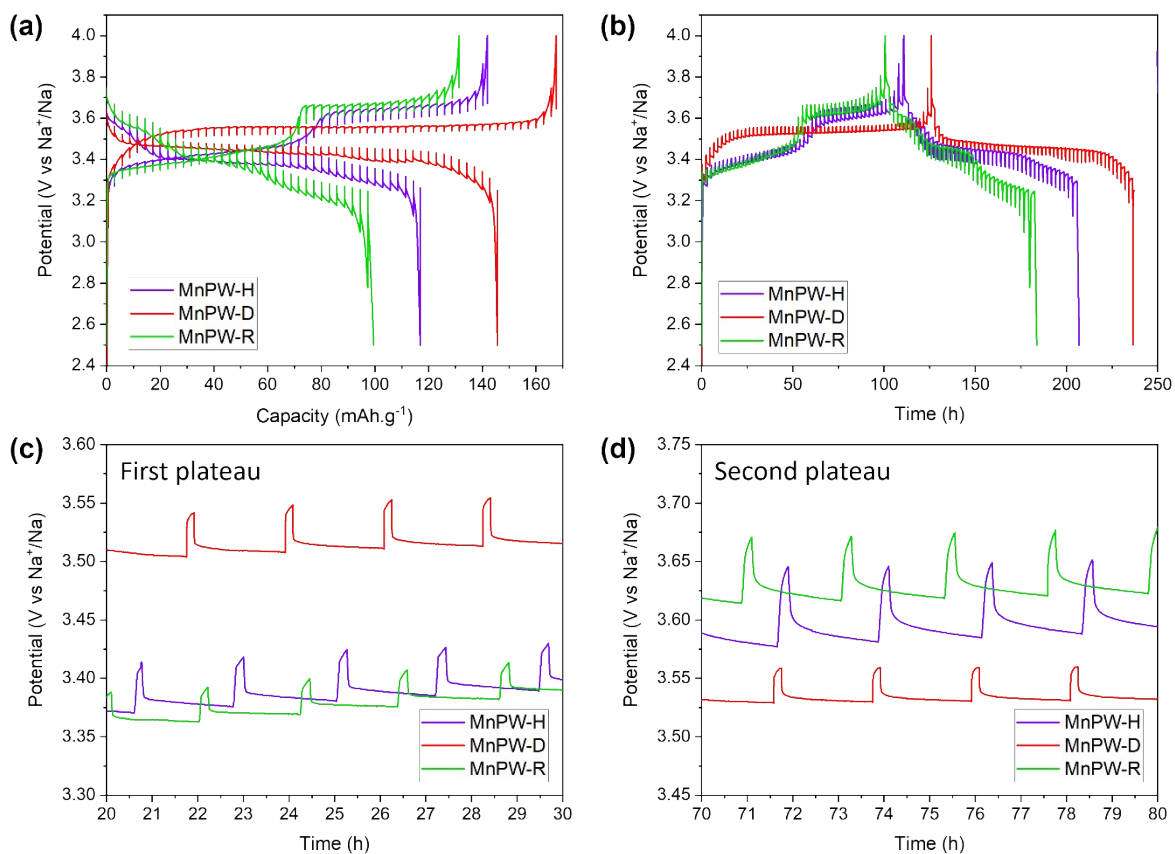 (a)
4.0
3.8
3.6
3.4
3.2
3.0
2.8
2.6
2.4
Potential (V vs Na⁺/Na)
MnPW-H
MnPW-D
MnPW-R
0 20 40 60 80 100 120 140 160
Capacity (mAh.g⁻¹)
(b)
4.0
3.8
3.6
3.4
3.2
3.0
2.8
2.6
2.4
Potential (V vs Na⁺/Na)
MnPW-H
MnPW-D
MnPW-R
0 50 100 150 200 250
Time (h)
(c)
First plateau
3.60
3.55
3.50
3.45
3.40
3.35
3.30
Potential (V vs Na⁺/Na)
MnPW-H
MnPW-D
MnPW-R
20 21 22 23 24 25 26 27 28 29 30
Time (h)
(d)
Second plateau
3.75
3.70
3.65
3.60
3.55
3.50
3.45
Potential (V vs Na⁺/Na)
MnPW-H
MnPW-D
MnPW-R
70 71 72 73 74 75 76 77 78 79 80
Time (h)